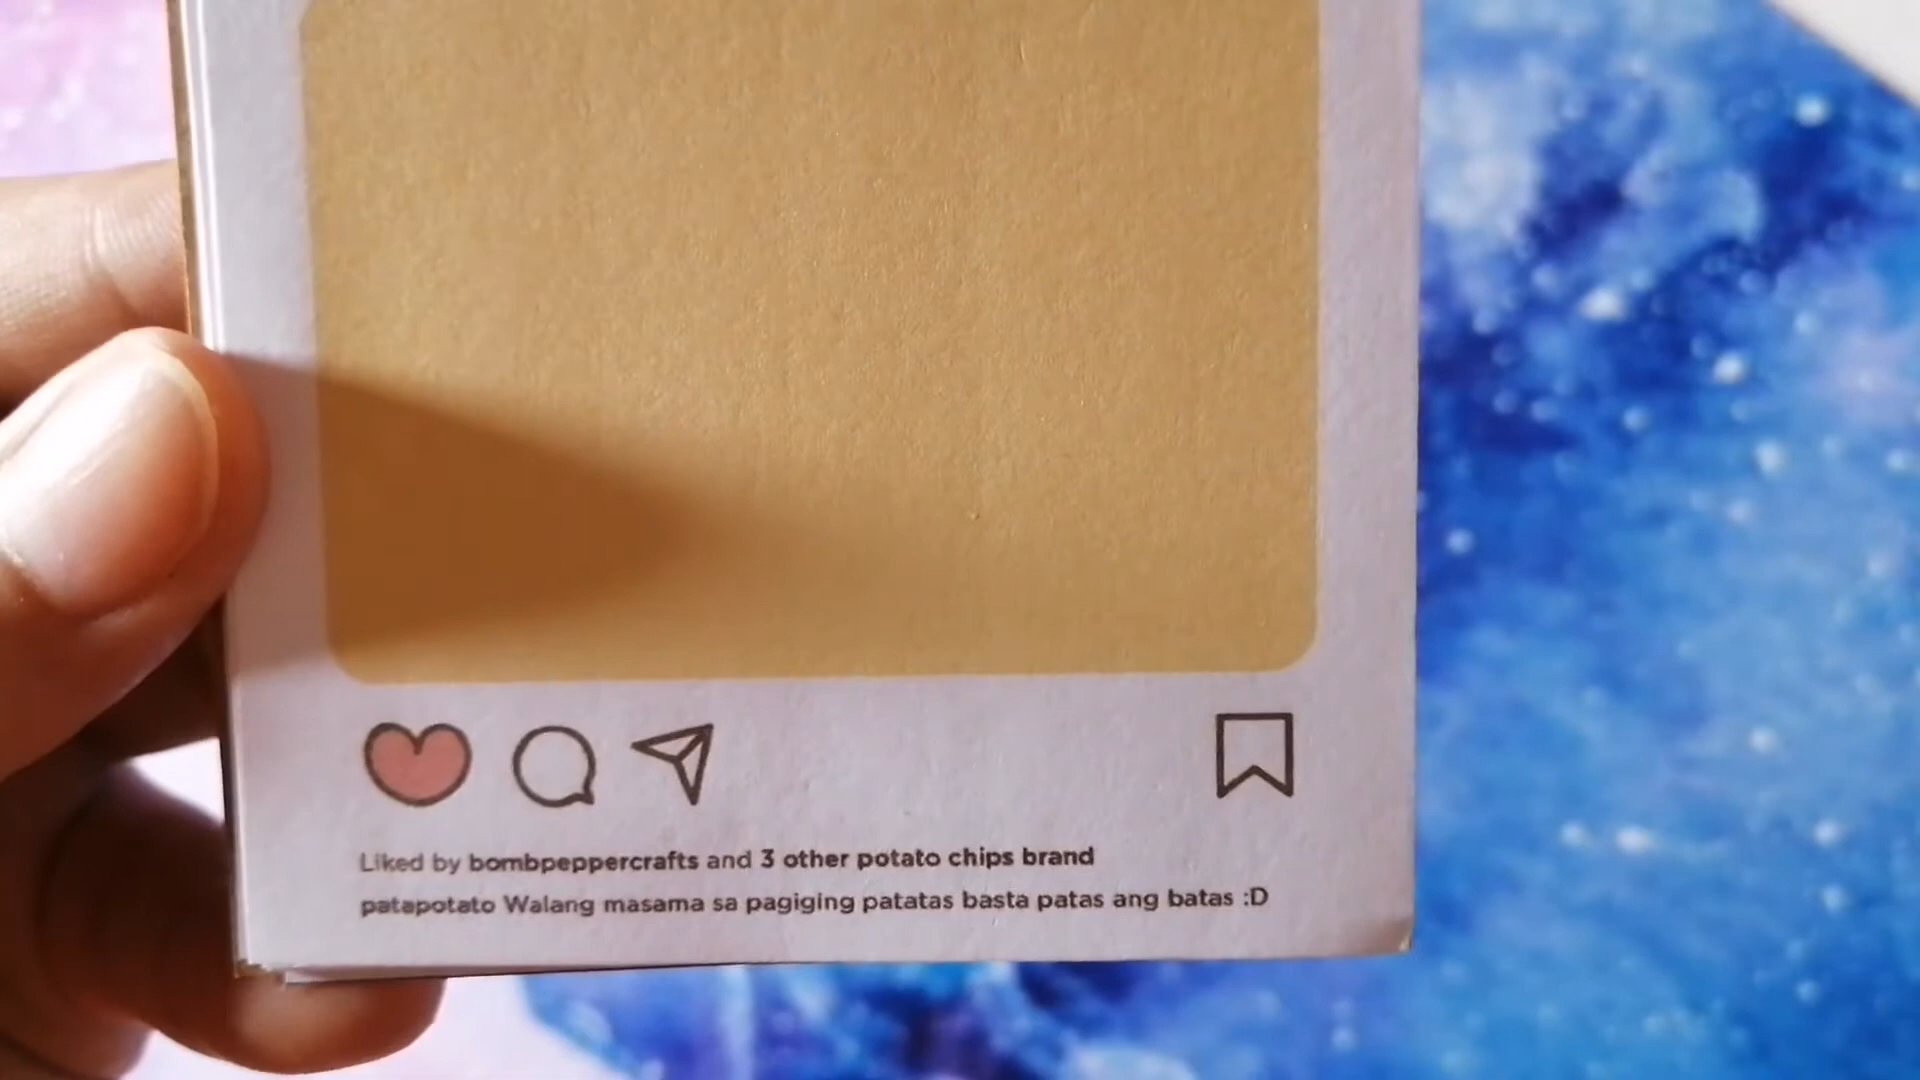 Liked by bombpeppercrafts and 3 other potato chips brand
patapotato Walang masama sa pagiging patatas basta patas ang batas :D